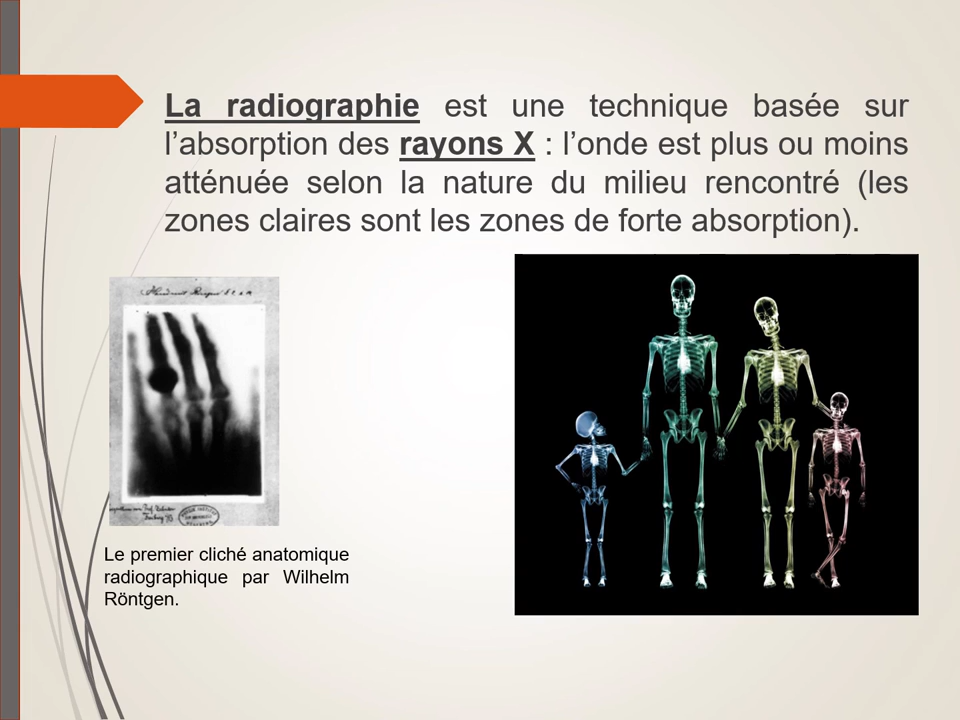 La radiographie est une technique basée sur
l’absorption des rayons X : l’onde est plus ou moins
atténuée selon la nature du milieu rencontré (les
zones claires sont les zones de forte absorption).
Le premier cliché anatomique
radiographique par Wilhelm
Röntgen.